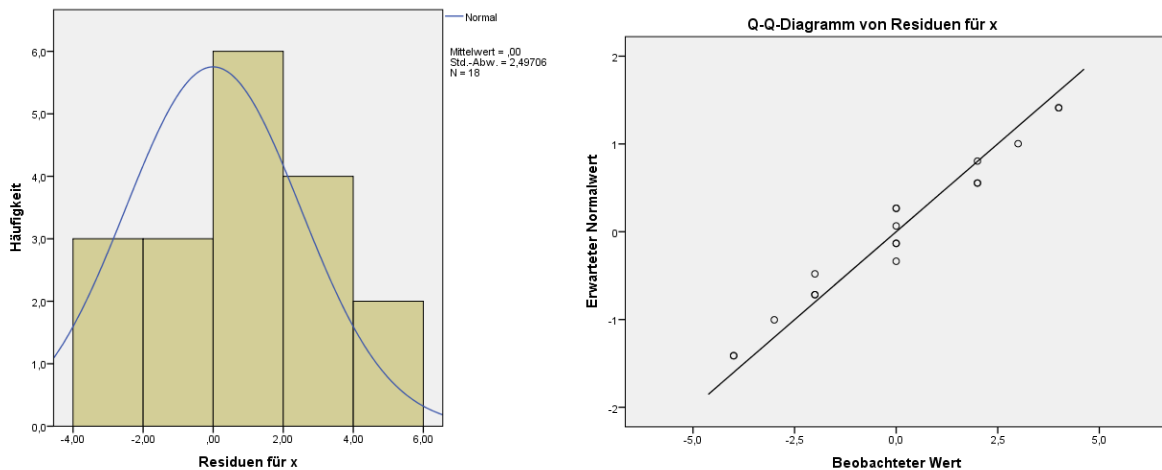 Normal
Mittelwert = ,00
Std.-Abw. = 2,49706
N = 18
6,0
5,0
4,0
3,0
2,0
1,0
0,0
Häufigkeit
-4,00 -2,00 ,00 2,00 4,00 6,00
Residuen für x
Q-Q-Diagramm von Residuen für x
2
1
0
-1
-2
Erwarteter Normalwert
-5,0 -2,5 0,0 2,5 5,0
Beobachteter Wert